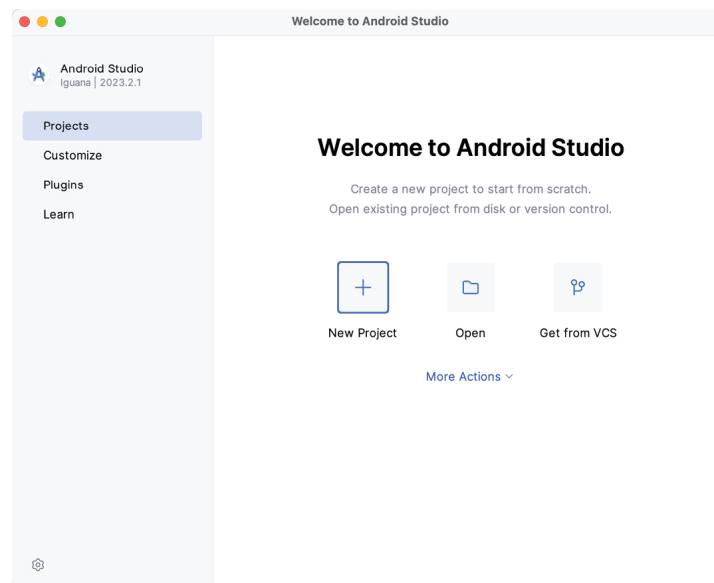 Welcome to Android Studio
Android Studio
Iguana | 2023.2.1
Projects
Customize
Plugins
Learn
Welcome to Android Studio
Create a new project to start from scratch.
Open existing project from disk or version control.
New Project
Open
Get from VCS
More Actions